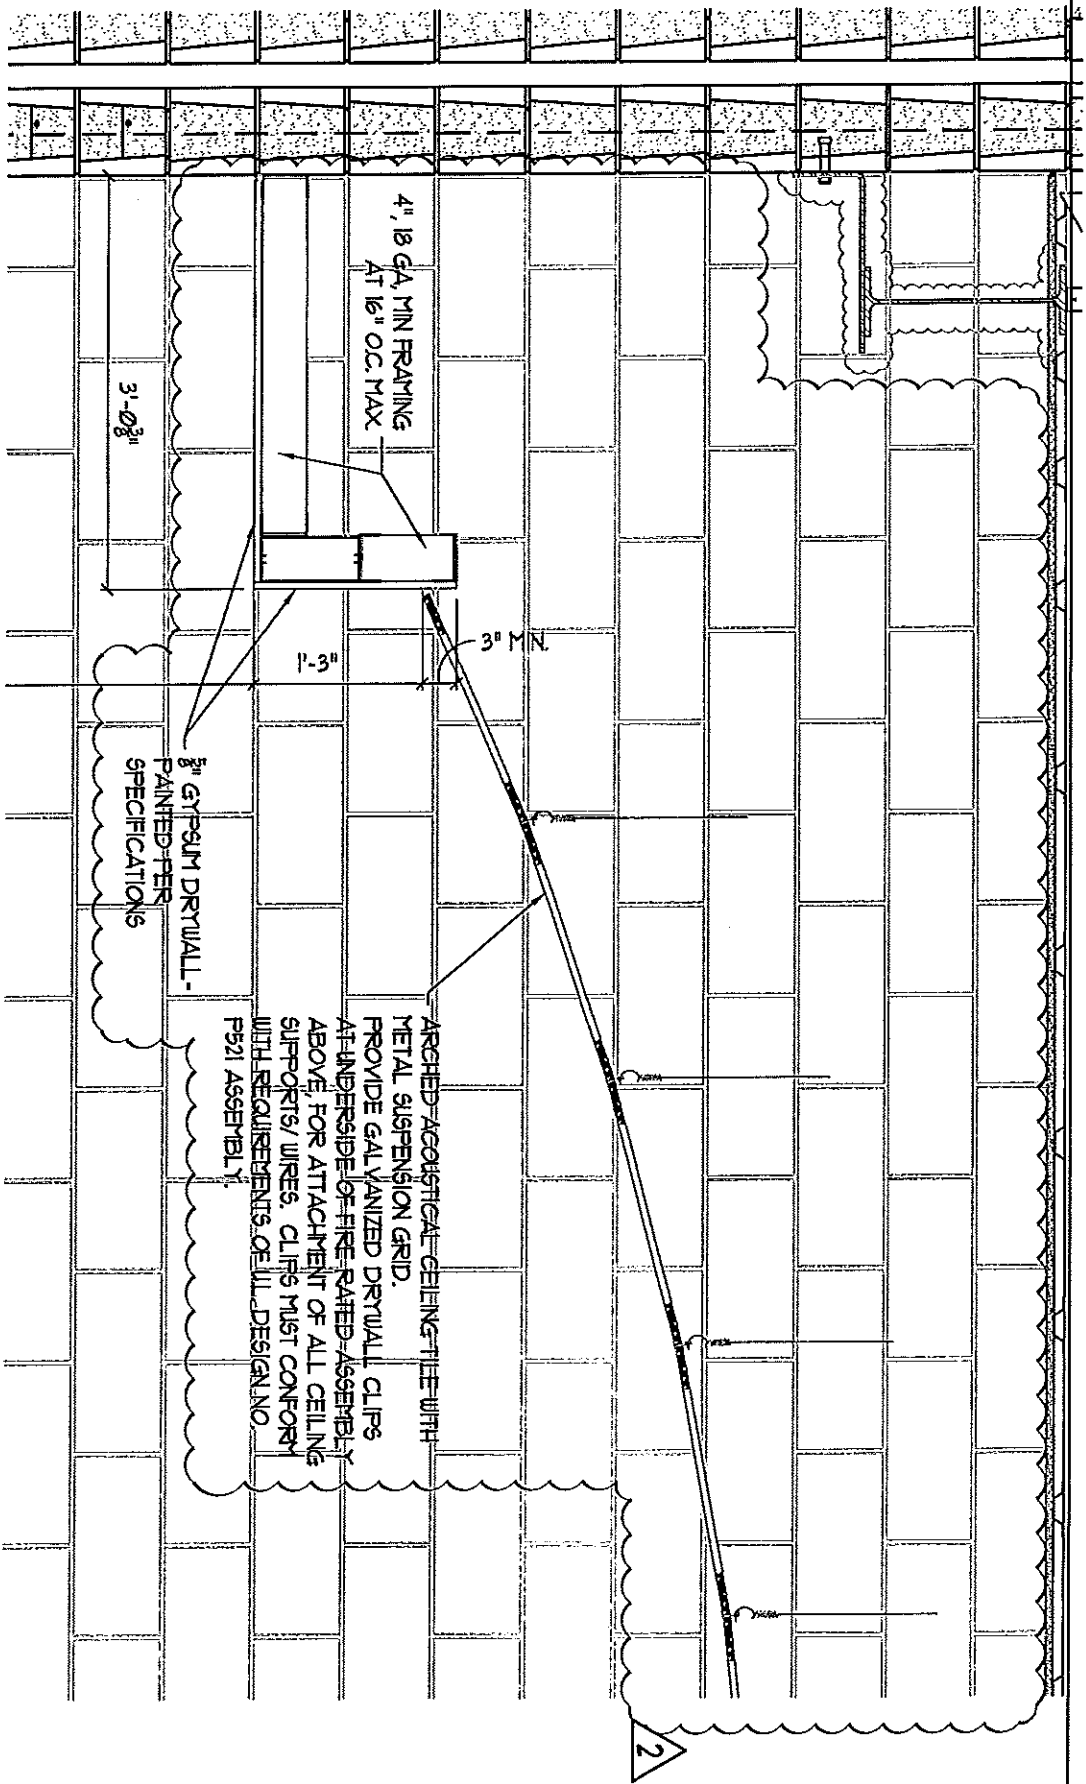 4", 18 GA, MIN FRAMING
AT 16" O.C. MAX
3'-0 3/8"
1'-3"
3" MIN.
5/8" GYPSUM DRYWALL-
PAINTED PER
SPECIFICATIONS
ARCHED ACOUSTICAL CEILING TILE WITH
METAL SUSPENSION GRID.
PROVIDE GALVANIZED DRYWALL CLIPS
AT UNDERSIDE OF FIRE RATED ASSEMBLY
ABOVE, FOR ATTACHMENT OF ALL CEILING
SUPPORTS/ WIRES. CLIPS MUST CONFORM
WITH REQUIREMENTS OF UL DESIGN NO.
P521 ASSEMBLY.
2